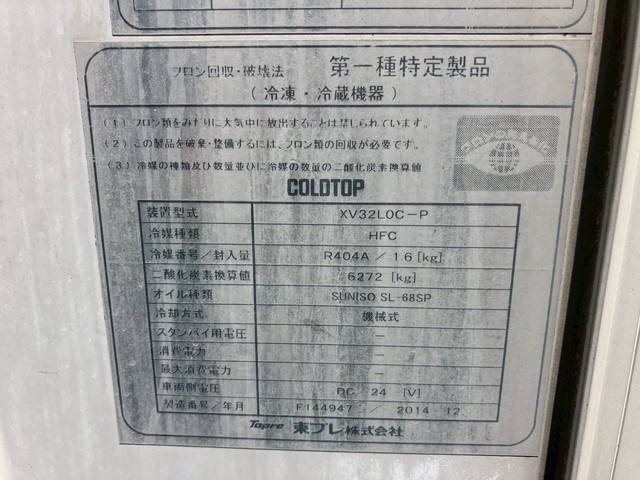 フロン回収・破壊法 第一種特定製品
(冷凍・冷蔵機器)
(1) フロン類をみだりに大気中に放出することは禁じられています。
(2) この製品を破棄・整備するには、フロン類の回収が必要です。
(3) 冷媒の種類及び数量並びに冷媒の数量の二酸化炭素換算値
COLDTOP
装置型式 XV32L0C-P
冷媒種類 HFC
冷媒番号/封入量 R404A / 1.6 [kg]
二酸化炭素換算値 6272 [kg]
オイル種類 SUNISO SL-68SP
冷却方式 機械式
スタンバイ用電圧 -
消費電力 -
最大消費電力 -
車両側電圧 DC 24 [V]
製造番号/年月 F144947 / 2014 12
Topre 東プレ株式会社